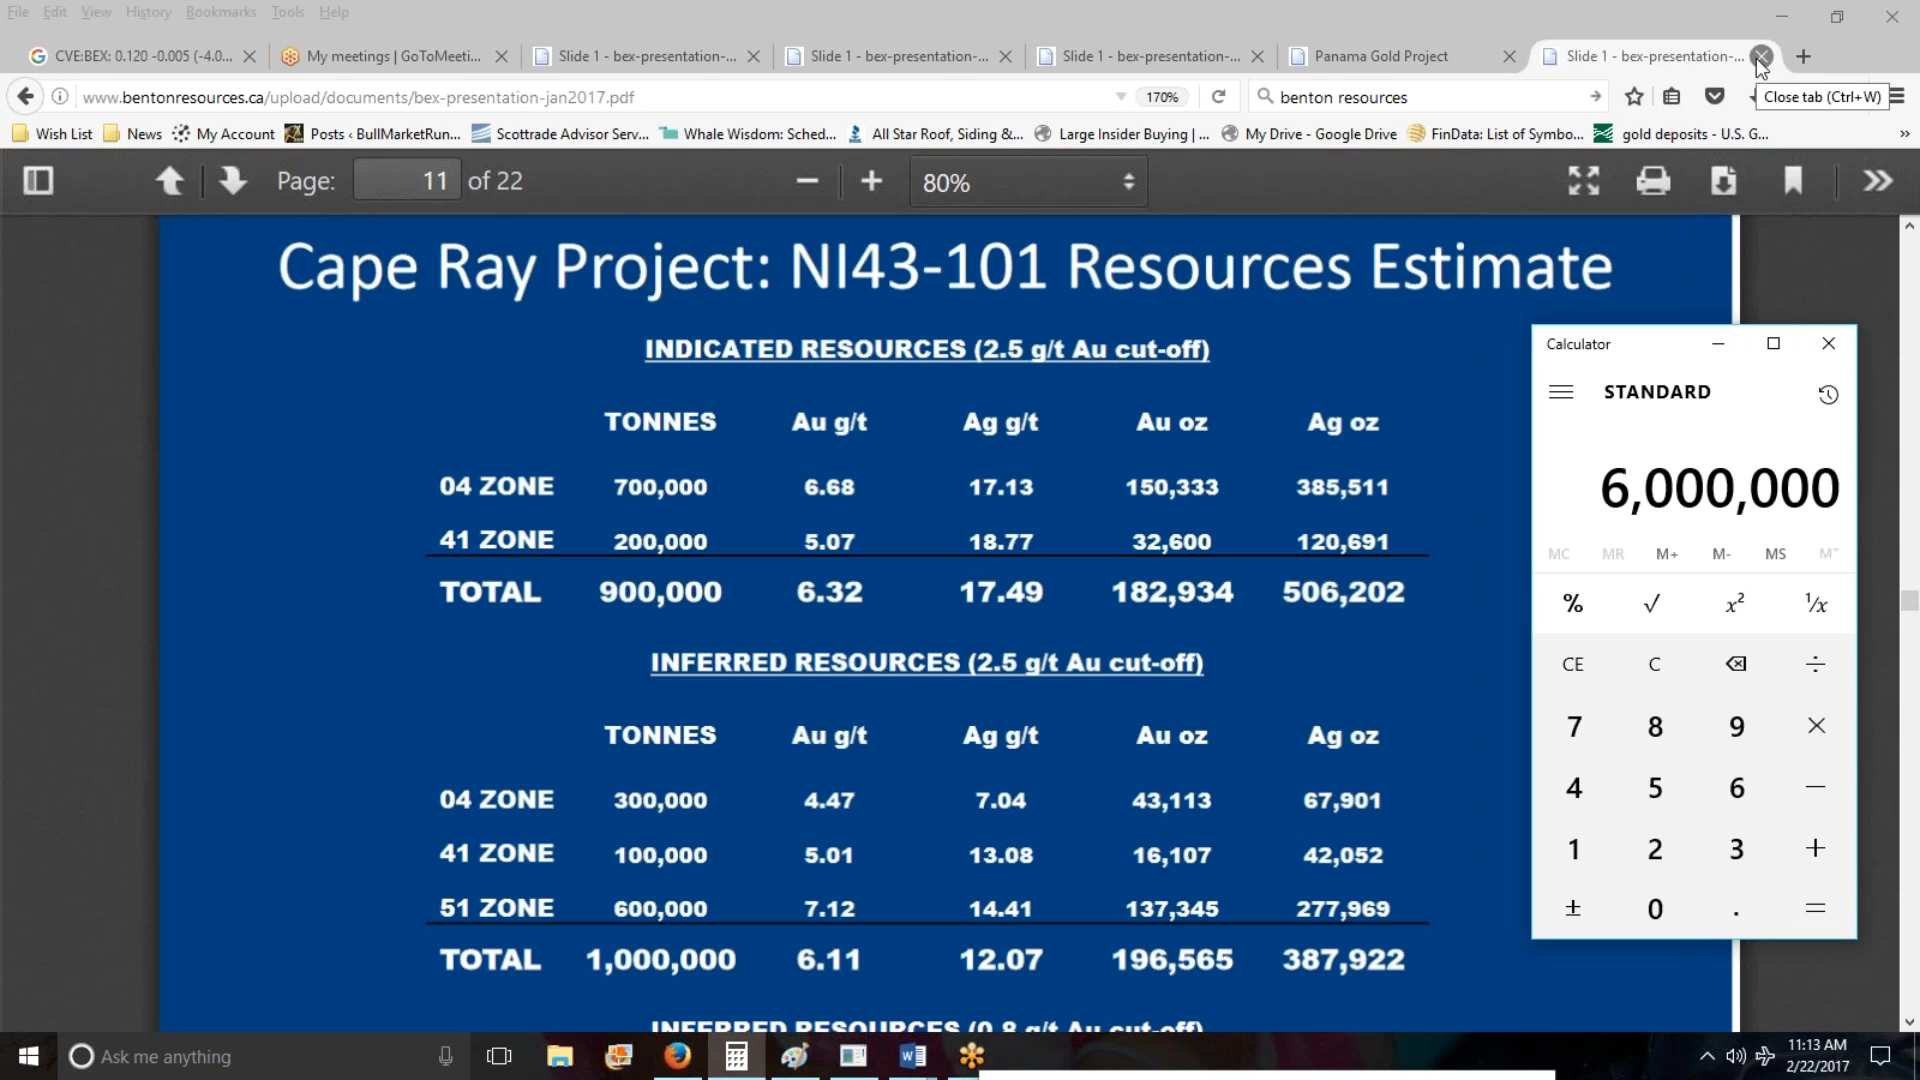 File Edit View History Bookmarks Tools Help
CVE:BEX: 0.120 -0.005 (-4.0... My meetings | GoToMeeti... Slide 1 - bex-presentation-... Slide 1 - bex-presentation-... Slide 1 - bex-presentation-... Panama Gold Project Slide 1 - bex-presentation-...
www.bentonresources.ca/upload/documents/bex-presentation-jan2017.pdf 170% benton resources Close tab (Ctrl+W)
Wish List News My Account Posts ‹ BullMarketRun... Scottrade Advisor Serv... Whale Wisdom: Sched... All Star Roof, Siding &... Large Insider Buying | ... My Drive - Google Drive FinData: List of Symbo... gold deposits - U.S. G...
Page: 11 of 22 80%
Cape Ray Project: NI43-101 Resources Estimate
INDICATED RESOURCES (2.5 g/t Au cut-off)
TONNES Au g/t Ag g/t Au oz Ag oz
04 ZONE 700,000 6.68 17.13 150,333 385,511
41 ZONE 200,000 5.07 18.77 32,600 120,691
TOTAL 900,000 6.32 17.49 182,934 506,202
INFERRED RESOURCES (2.5 g/t Au cut-off)
TONNES Au g/t Ag g/t Au oz Ag oz
04 ZONE 300,000 4.47 7.04 43,113 67,901
41 ZONE 100,000 5.01 13.08 16,107 42,052
51 ZONE 600,000 7.12 14.41 137,345 277,969
TOTAL 1,000,000 6.11 12.07 196,565 387,922
INFERRED RESOURCES (0.8 g/t Au cut-off)
Calculator
STANDARD
6,000,000
MC MR M+ M- MS M˅
% √ x² ¹/x
CE C ⌫ ÷
7 8 9 ×
4 5 6 −
1 2 3 +
± 0 . =
Ask me anything
11:13 AM
2/22/2017